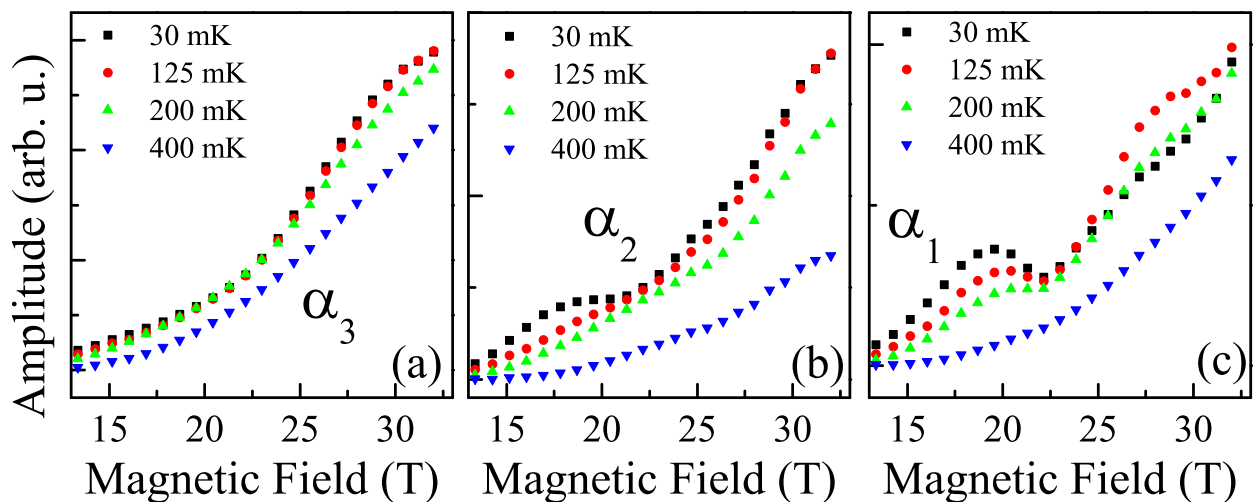 Amplitude (arb. u.)
30 mK
125 mK
200 mK
400 mK
α3
(a)
15 20 25 30
Magnetic Field (T)
30 mK
125 mK
200 mK
400 mK
α2
(b)
15 20 25 30
Magnetic Field (T)
30 mK
125 mK
200 mK
400 mK
α1
(c)
15 20 25 30
Magnetic Field (T)